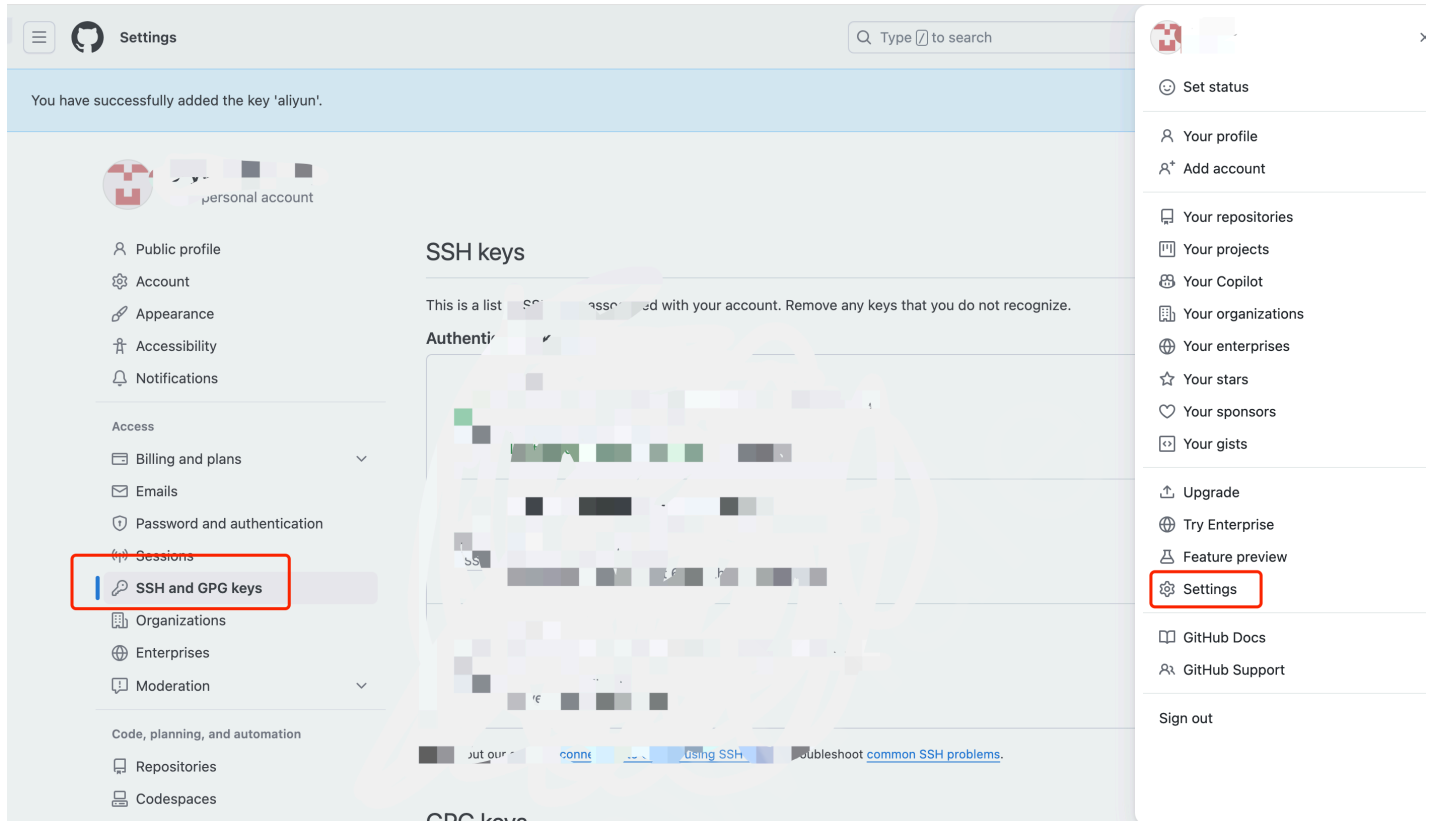 Settings
Type / to search
You have successfully added the key 'aliyun'.
personal account
Public profile
Account
Appearance
Accessibility
Notifications
Access
Billing and plans
Emails
Password and authentication
Sessions
SSH and GPG keys
Organizations
Enterprises
Moderation
Code, planning, and automation
Repositories
Codespaces
SSH keys
This is a list with your account. Remove any keys that you do not recognize.
using SSH common SSH problems.
GPG keys
Set status
Your profile
Add account
Your repositories
Your projects
Your Copilot
Your organizations
Your enterprises
Your stars
Your sponsors
Your gists
Upgrade
Try Enterprise
Feature preview
Settings
GitHub Docs
GitHub Support
Sign out